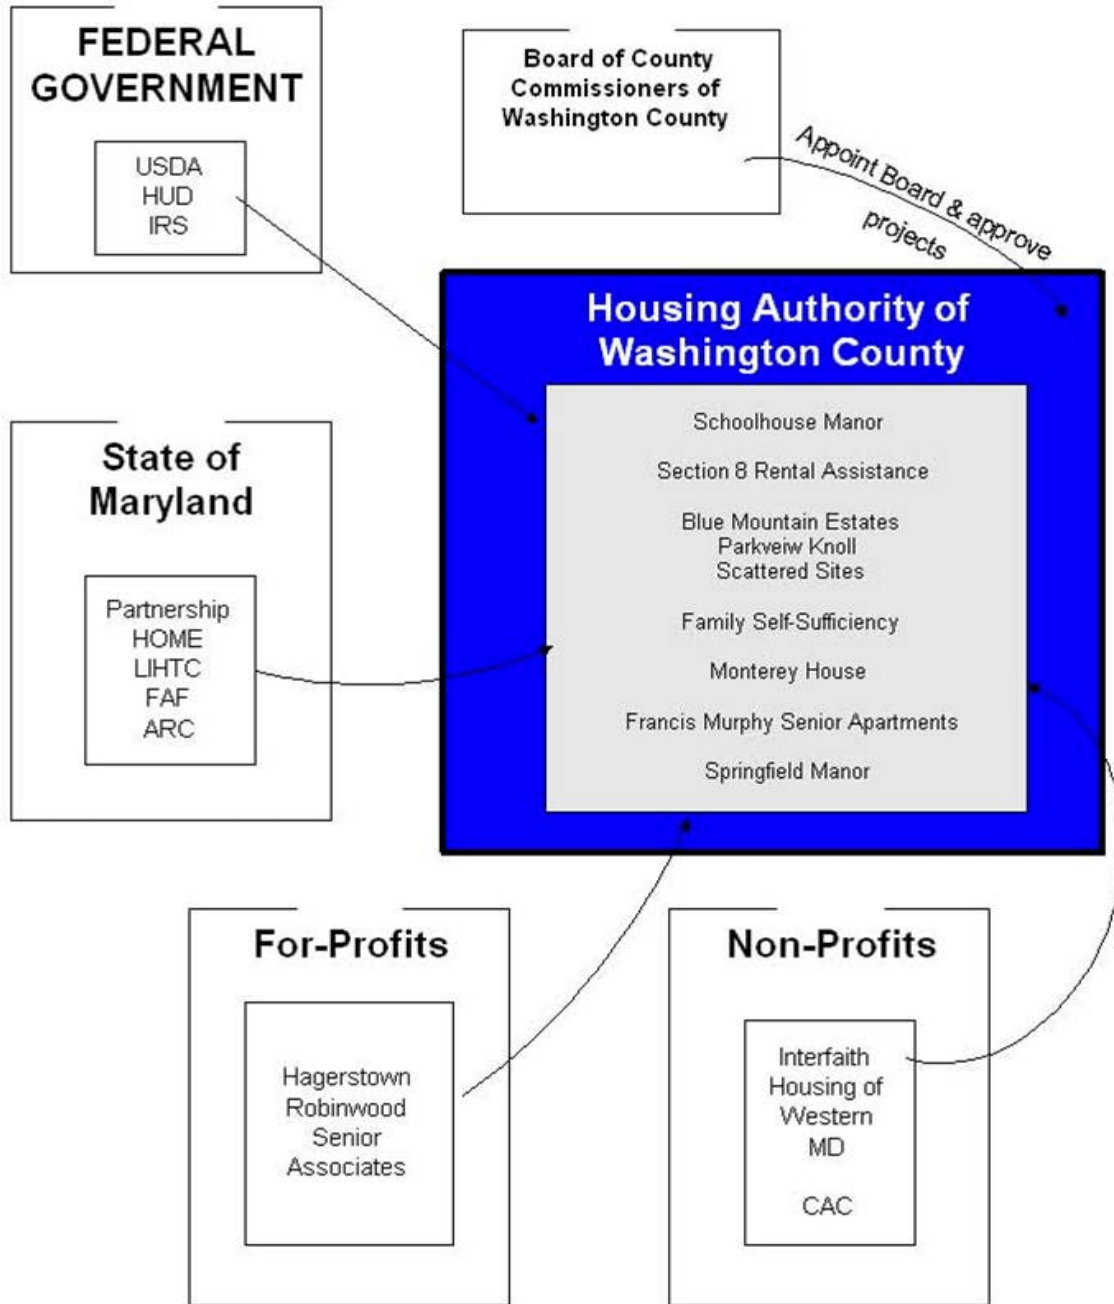 FEDERAL
GOVERNMENT
USDA
HUD
IRS
Board of County
Commissioners of
Washington County
Appoint Board & approve
projects
Housing Authority of
Washington County
Schoolhouse Manor
Section 8 Rental Assistance
Blue Mountain Estates
Parkveiw Knoll
Scattered Sites
Family Self-Sufficiency
Monterey House
Francis Murphy Senior Apartments
Springfield Manor
State of
Maryland
Partnership
HOME
LIHTC
FAF
ARC
For-Profits
Hagerstown
Robinwood
Senior
Associates
Non-Profits
Interfaith
Housing of
Western
MD
CAC